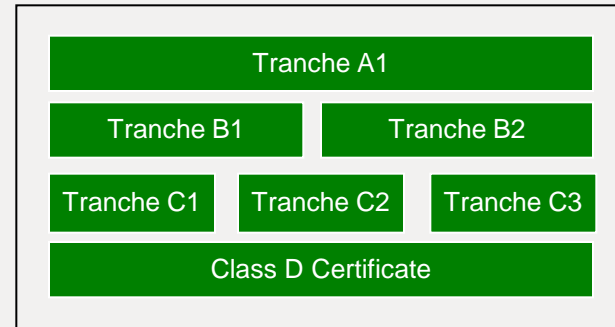 Tranche A1
Tranche B1
Tranche B2
Tranche C1
Tranche C2
Tranche C3
Class D Certificate